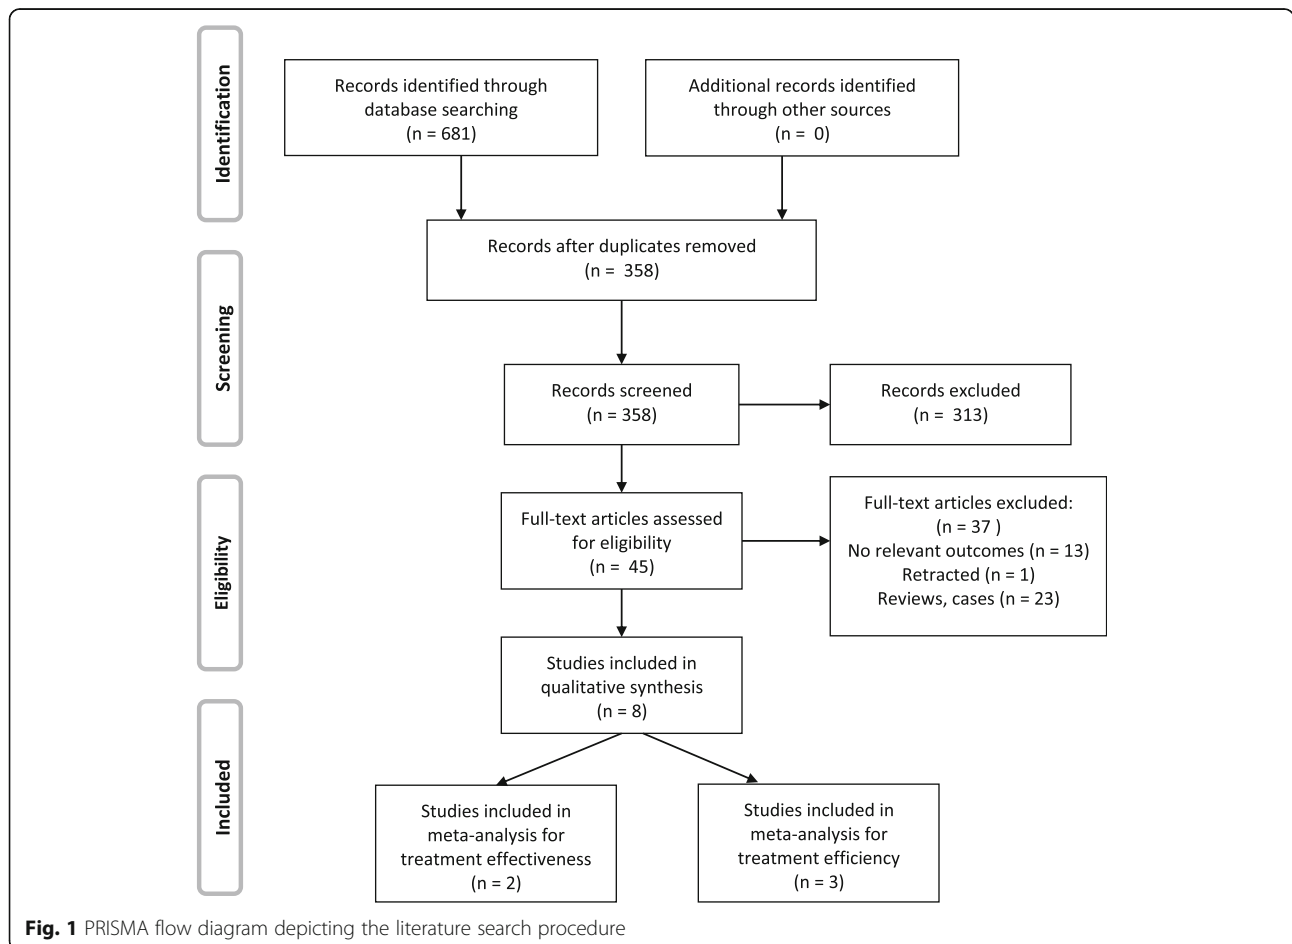 Identification
Records identified through
database searching
(n = 681)
Additional records identified
through other sources
(n =  0)
Records after duplicates removed
(n =  358)
Screening
Records screened
(n = 358)
Records excluded
(n =  313)
Eligibility
Full-text articles assessed
for eligibility
(n =  45)
Full-text articles excluded:
(n = 37 )
No relevant outcomes (n = 13)
Retracted (n = 1)
Reviews, cases (n = 23)
Studies included in
qualitative synthesis
(n = 8)
Included
Studies included in
meta-analysis for
treatment effectiveness
(n = 2)
Studies included in
meta-analysis for
treatment efficiency
(n = 3)
Fig. 1 PRISMA flow diagram depicting the literature search procedure